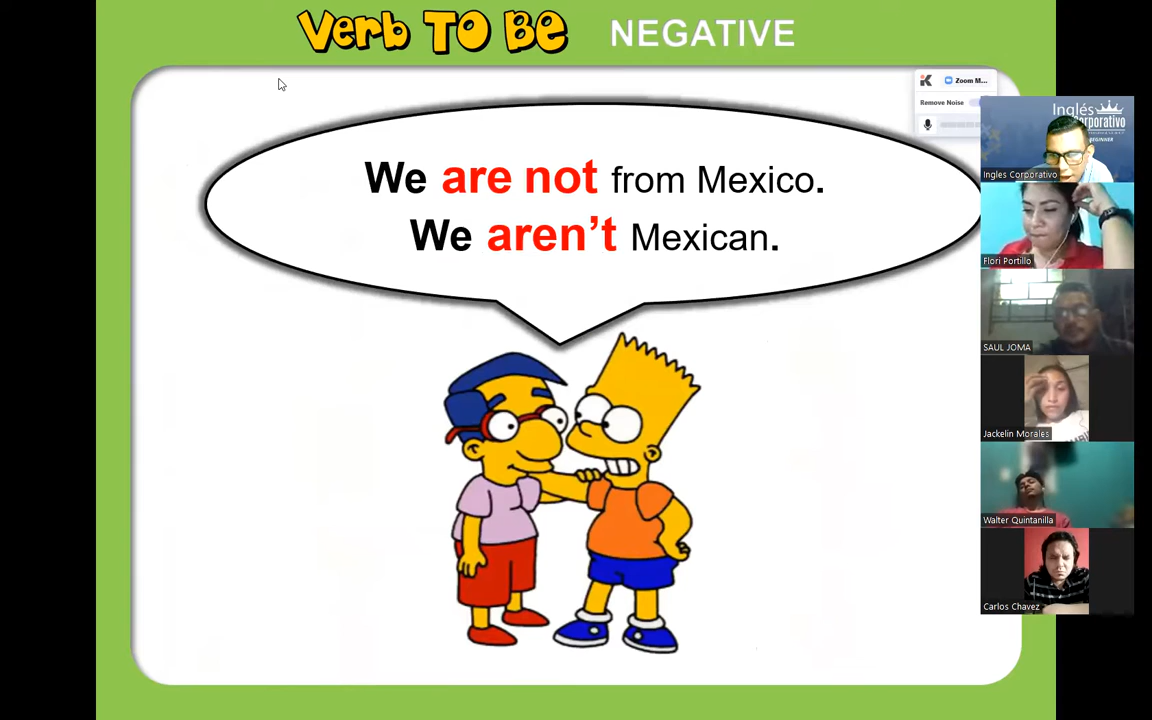 Verb TO BE NEGATIVE
We are not from Mexico.
We aren't Mexican.
Zoom M...
Remove Noise
Inglés
Corporativo
BEGINNER
Ingles Corporativo
Flori Portillo
SAUL JOMA
Jackelin Morales
Walter Quintanilla
Carlos Chavez